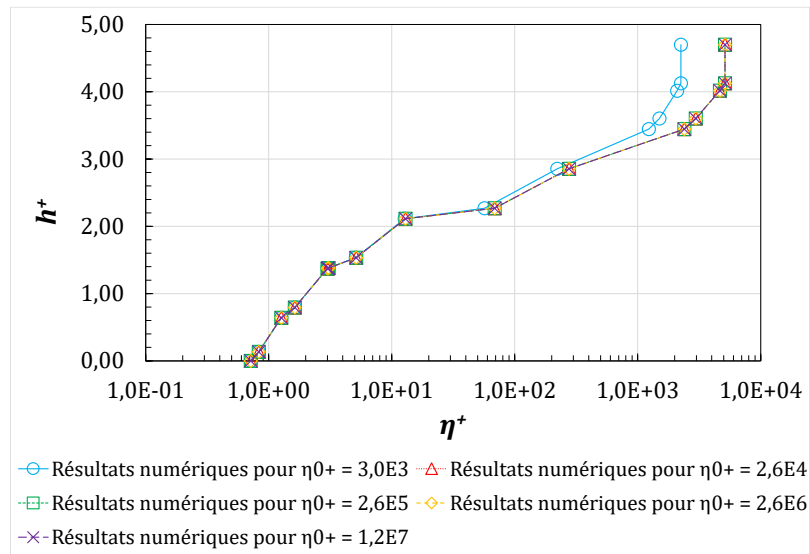 5,00
4,00
3,00
2,00
1,00
0,00
h⁺
1,0E-01 1,0E+00 1,0E+01 1,0E+02 1,0E+03 1,0E+04
η⁺
Résultats numériques pour η0+ = 3,0E3 Résultats numériques pour η0+ = 2,6E4
Résultats numériques pour η0+ = 2,6E5 Résultats numériques pour η0+ = 2,6E6
Résultats numériques pour η0+ = 1,2E7